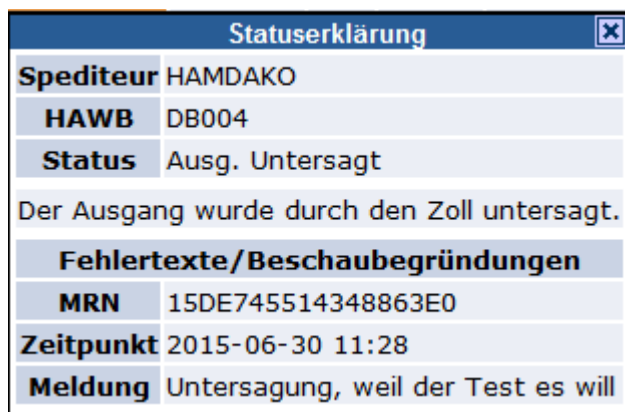 Statuserklärung
Spediteur HAMDAKO
HAWB DB004
Status Ausg. Untersagt
Der Ausgang wurde durch den Zoll untersagt.
Fehlertexte/Beschaubegründungen
MRN 15DE745514348863E0
Zeitpunkt 2015-06-30 11:28
Meldung Untersagung, weil der Test es will